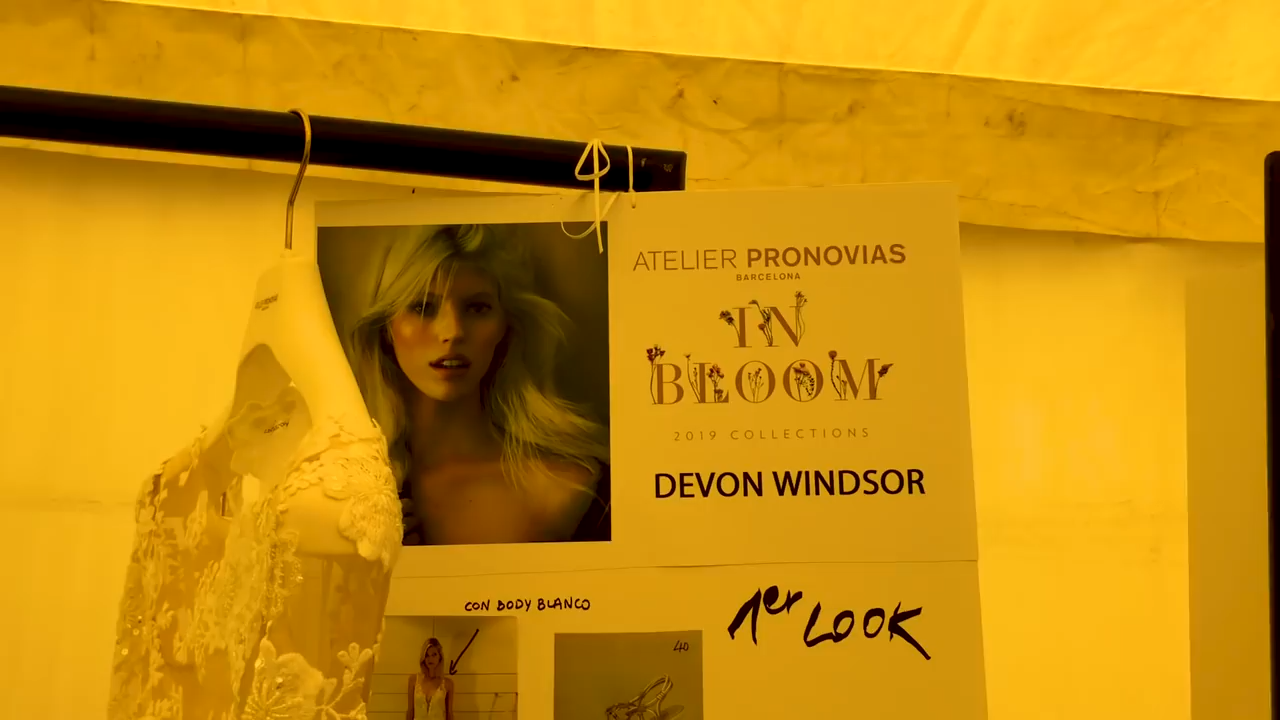 ATELIER PRONOVIAS
BARCELONA
IN
BLOOM
2019 COLLECTIONS
DEVON WINDSOR
CON BODY BLANCO
1er LOOK
40